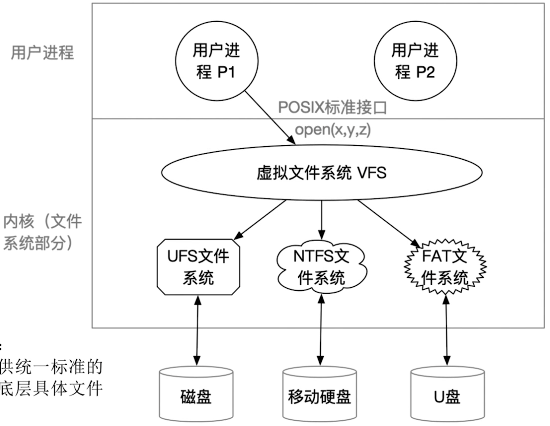 用户进程
用户进
程 P1
用户进
程 P2
POSIX标准接口
open(x,y,z)
虚拟文件系统 VFS
内核（文件
系统部分）
UFS文件
系统
NTFS文
件系统
FAT文
件系统
：
供统一标准的
底层具体文件
磁盘
移动硬盘
U盘